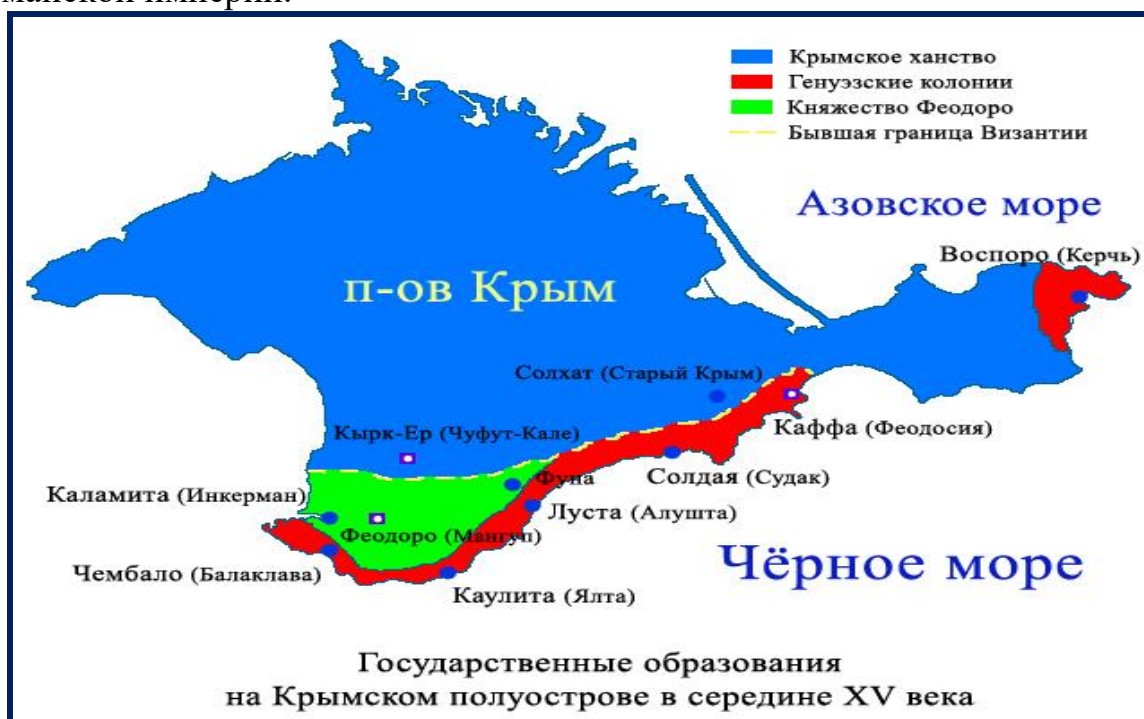 Крымское ханство
Генуэзские колонии
Княжество Феодоро
Бывшая граница Византии
Азовское море
Воспоро (Керчь)
п-ов Крым
Солхат (Старый Крым)
Каффа (Феодосия)
Кырк-Ер (Чуфут-Кале)
Фуна
Солдая (Судак)
Каламита (Инкерман)
Луста (Алушта)
Феодоро (Мангуп)
Чёрное море
Чембало (Балаклава)
Каулита (Ялта)
Государственные образования
на Крымском полуострове в середине XV века